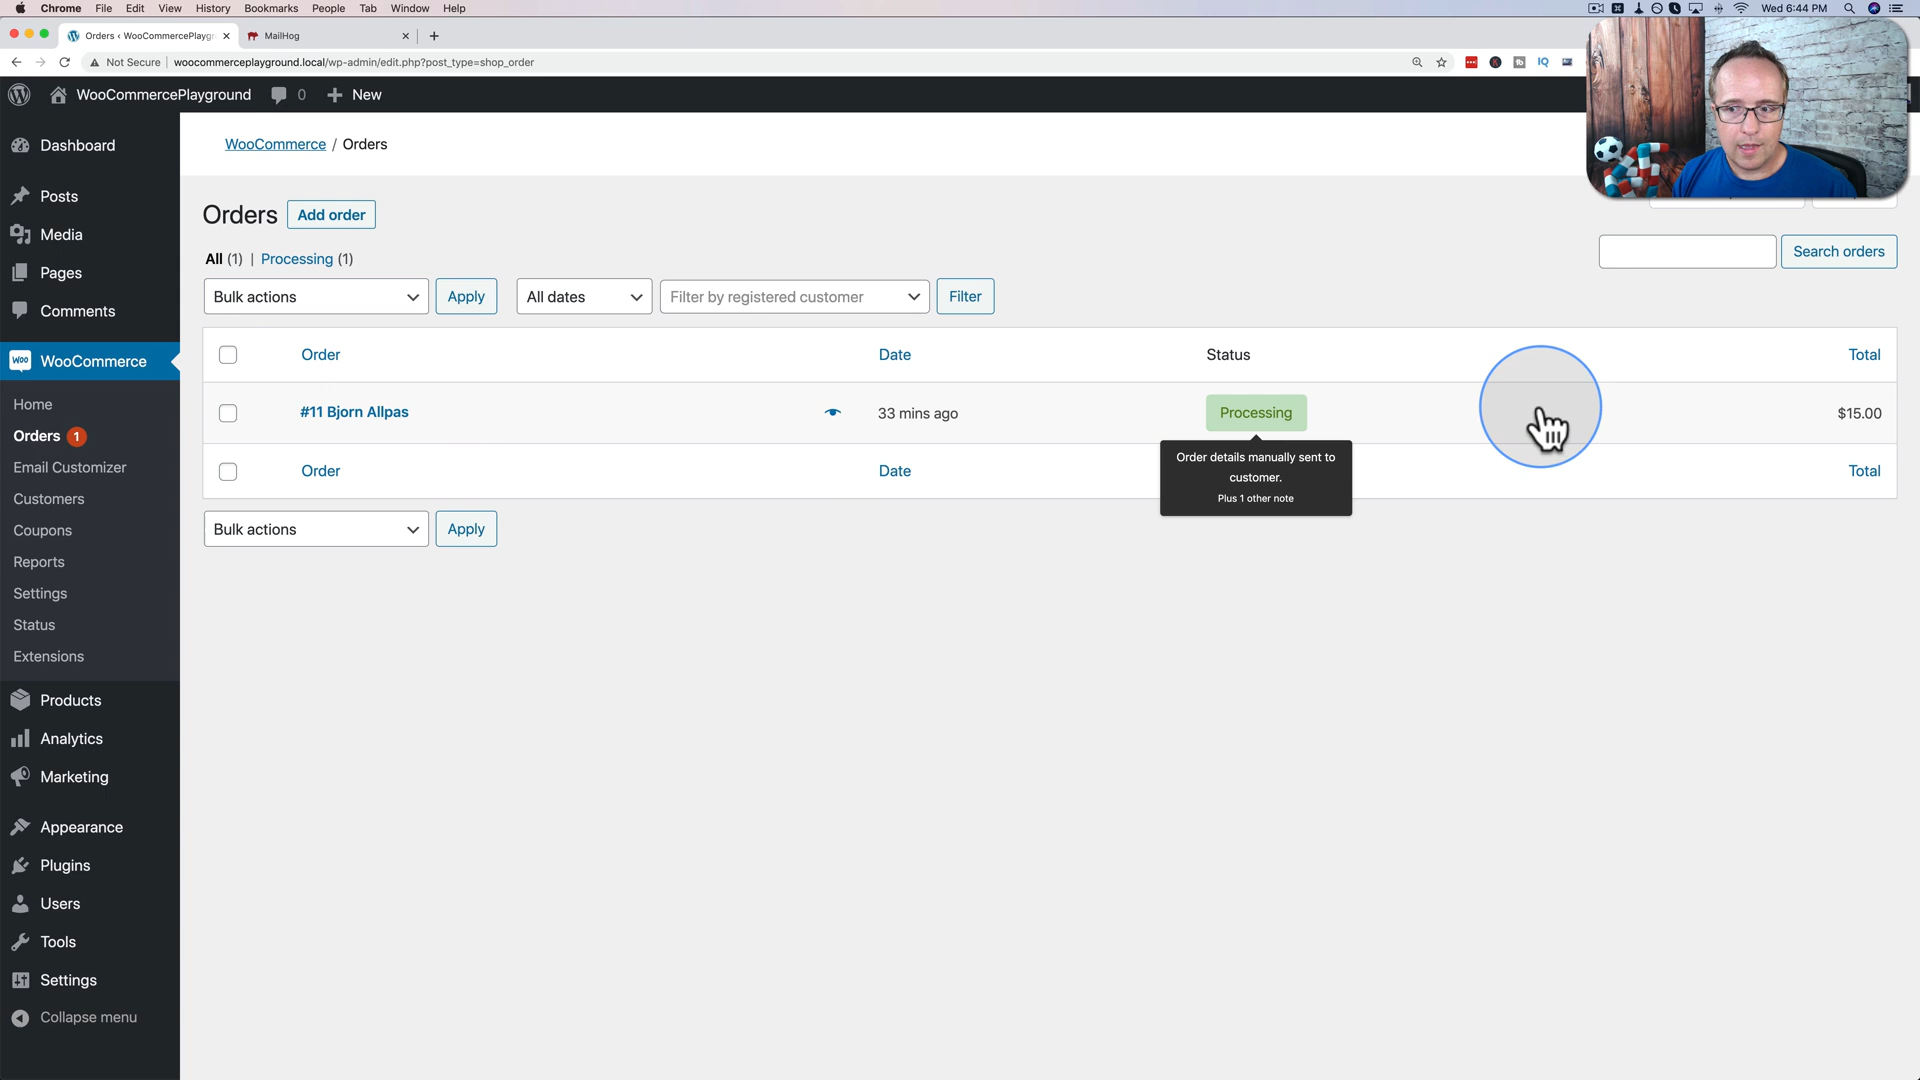 Chrome File Edit View History Bookmarks People Tab Window Help Wed 6:44 PM
Orders ‹ WooCommercePlaygr MailHog
Not Secure woocommerceplayground.local/wp-admin/edit.php?post_type=shop_order IQ
WooCommercePlayground 0 New
Dashboard
Posts
Media
Pages
Comments
woo WooCommerce
Home
Orders 1
Email Customizer
Customers
Coupons
Reports
Settings
Status
Extensions
Products
Analytics
Marketing
Appearance
Plugins
Users
Tools
Settings
Collapse menu
WooCommerce / Orders
Orders Add order
All (1) | Processing (1)
Search orders
Bulk actions Apply All dates Filter by registered customer Filter
Order Date Status Total
#11 Bjorn Allpas 33 mins ago Processing $15.00
Order details manually sent to
customer.
Plus 1 other note
Order Date Total
Bulk actions Apply